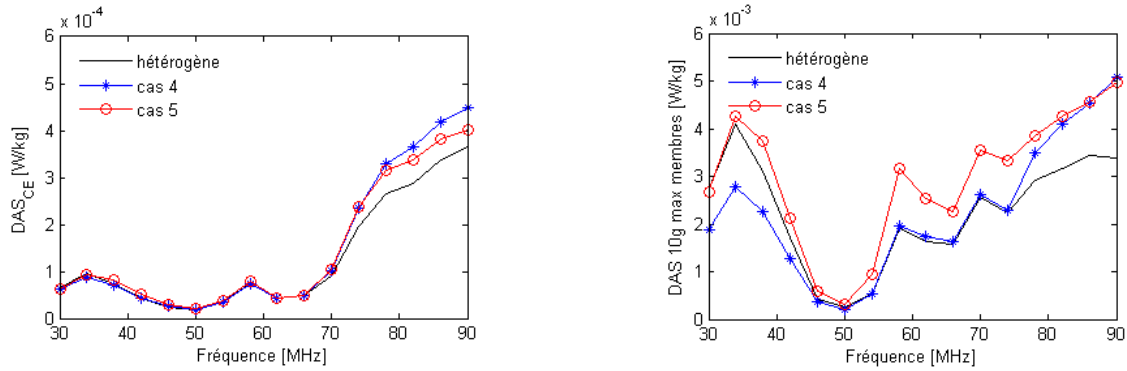 x 10^-4
6
5
4
3
2
1
0
DAS_CE [W/kg]
hétérogène
cas 4
cas 5
30 40 50 60 70 80 90
Fréquence [MHz]
x 10^-3
6
5
4
3
2
1
0
DAS 10g max membres [W/kg]
hétérogène
cas 4
cas 5
30 40 50 60 70 80 90
Fréquence [MHz]